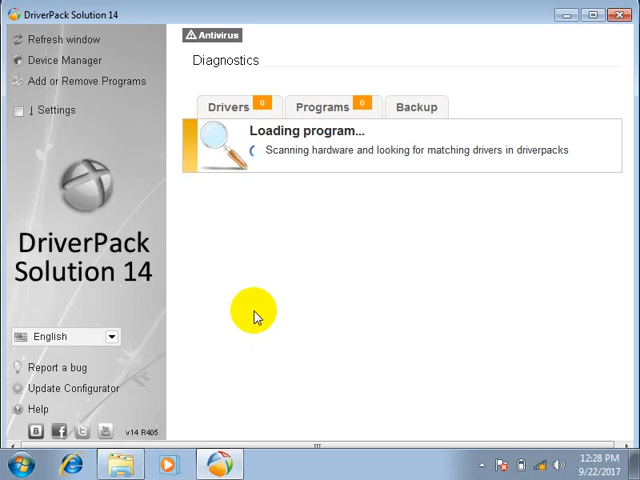 DriverPack Solution 14
Refresh window
Device Manager
Add or Remove Programs
Settings
DriverPack
Solution 14
English
Report a bug
Update Configurator
Help
v14 R405
Antivirus
Diagnostics
Drivers 0
Programs 0
Backup
Loading program...
Scanning hardware and looking for matching drivers in driverpacks
12:28 PM
9/22/2017